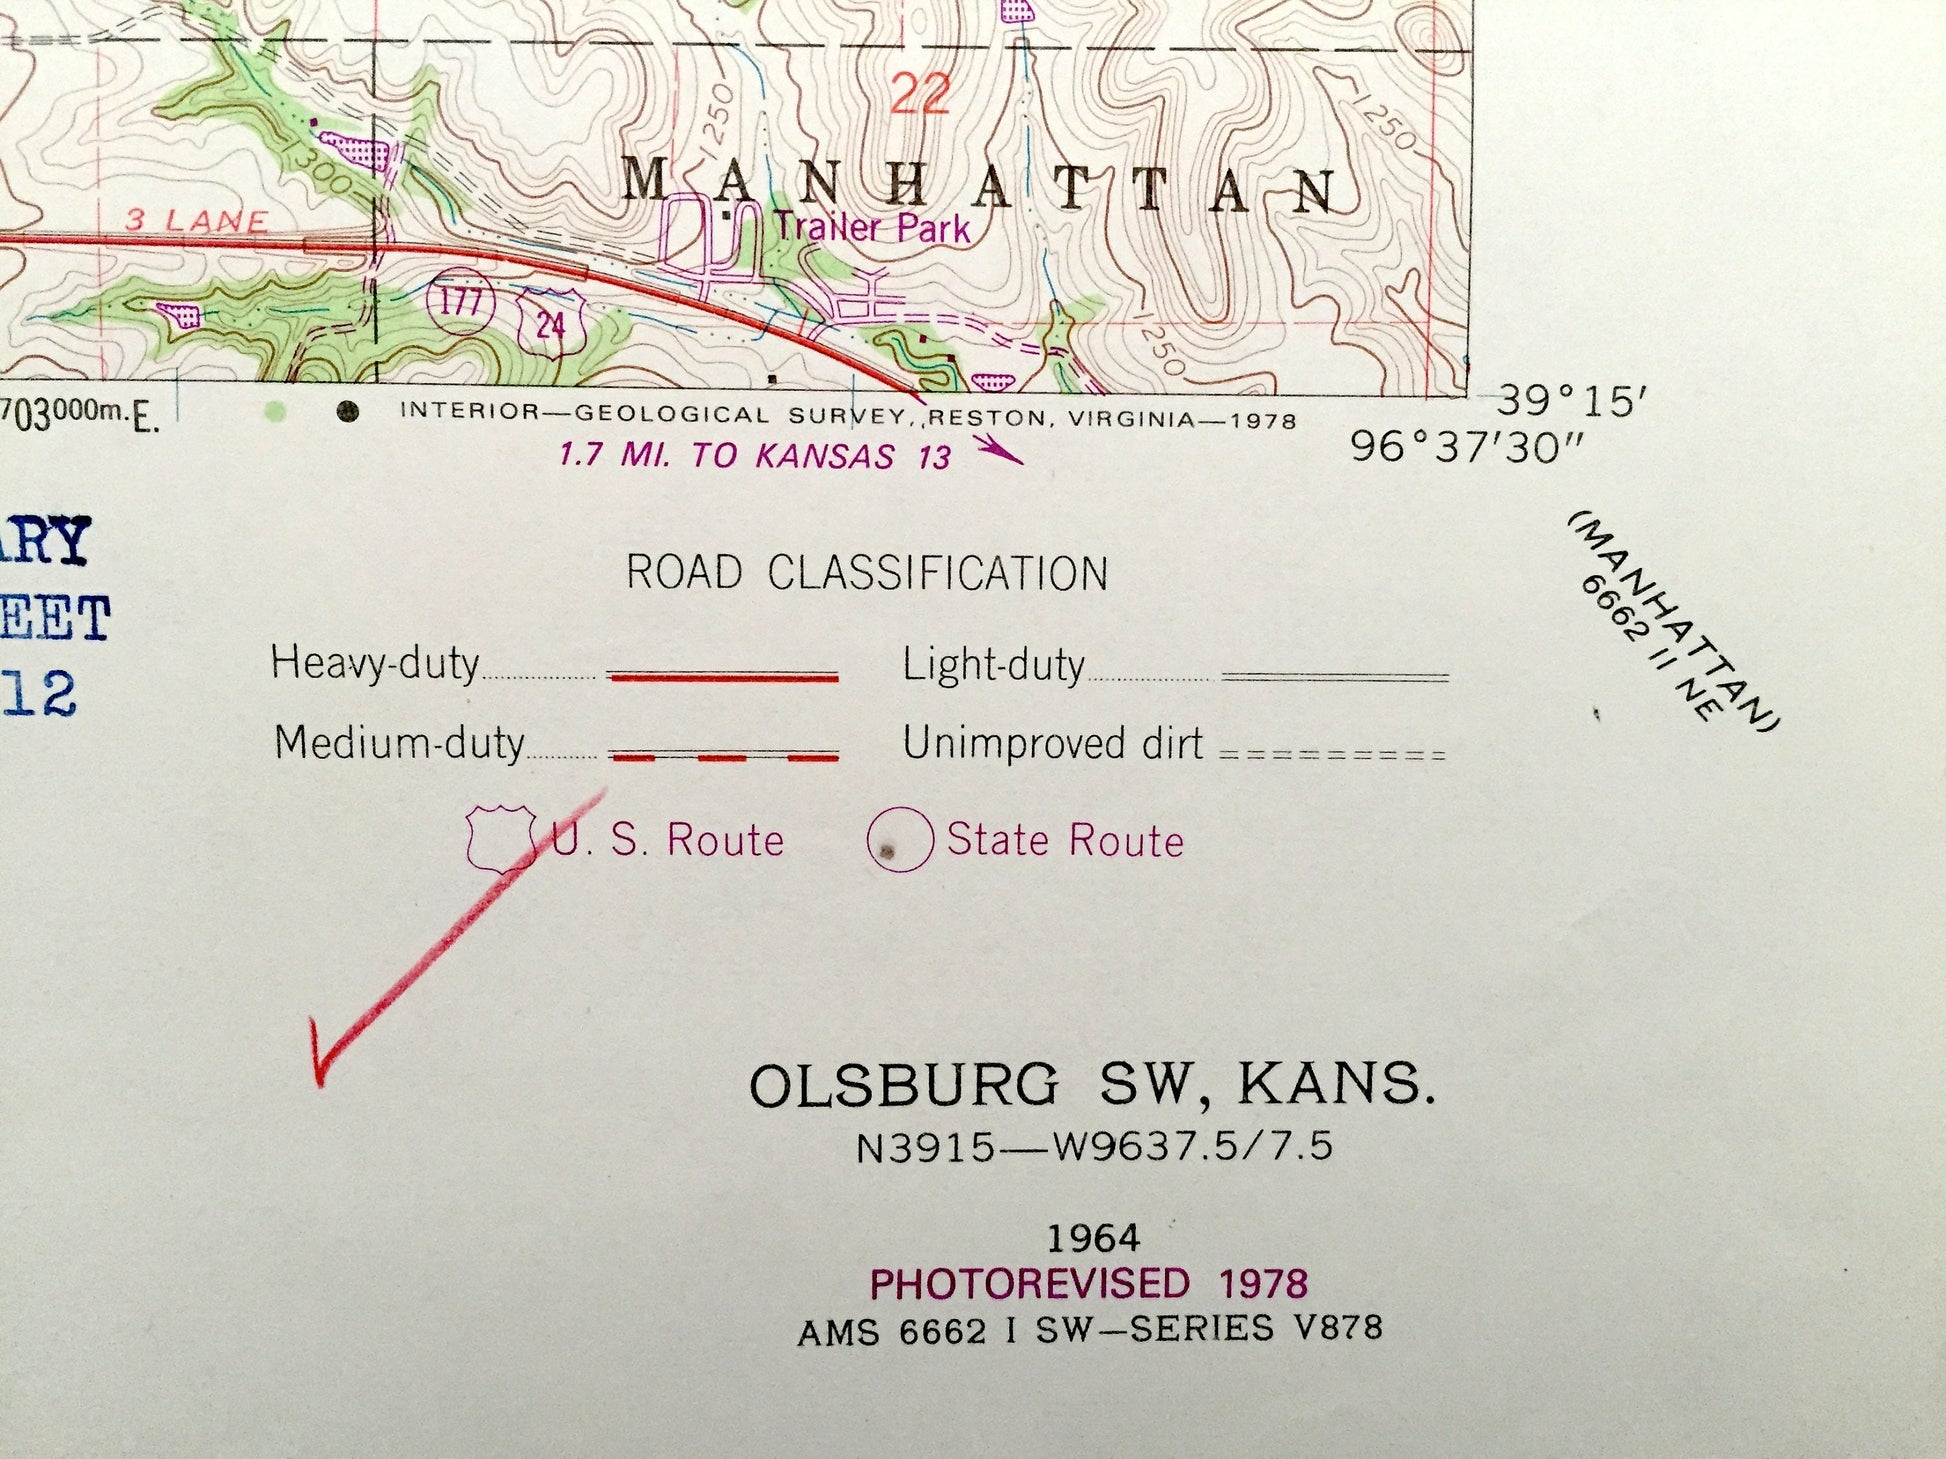 22
1250
1250
1300
MANHATTAN
3 LANE
Trailer Park
177
24
1250
703000m.E.
INTERIOR—GEOLOGICAL SURVEY, RESTON, VIRGINIA—1978
39°15′
1.7 MI. TO KANSAS 13
96°37′30″
ARY
EET
12
(MANHATTAN)
6662 II NE
ROAD CLASSIFICATION
Heavy-duty
Light-duty
Medium-duty
Unimproved dirt
U. S. Route
State Route
OLSBURG SW, KANS.
N3915—W9637.5/7.5
1964
PHOTOREVISED 1978
AMS 6662 I SW—SERIES V878